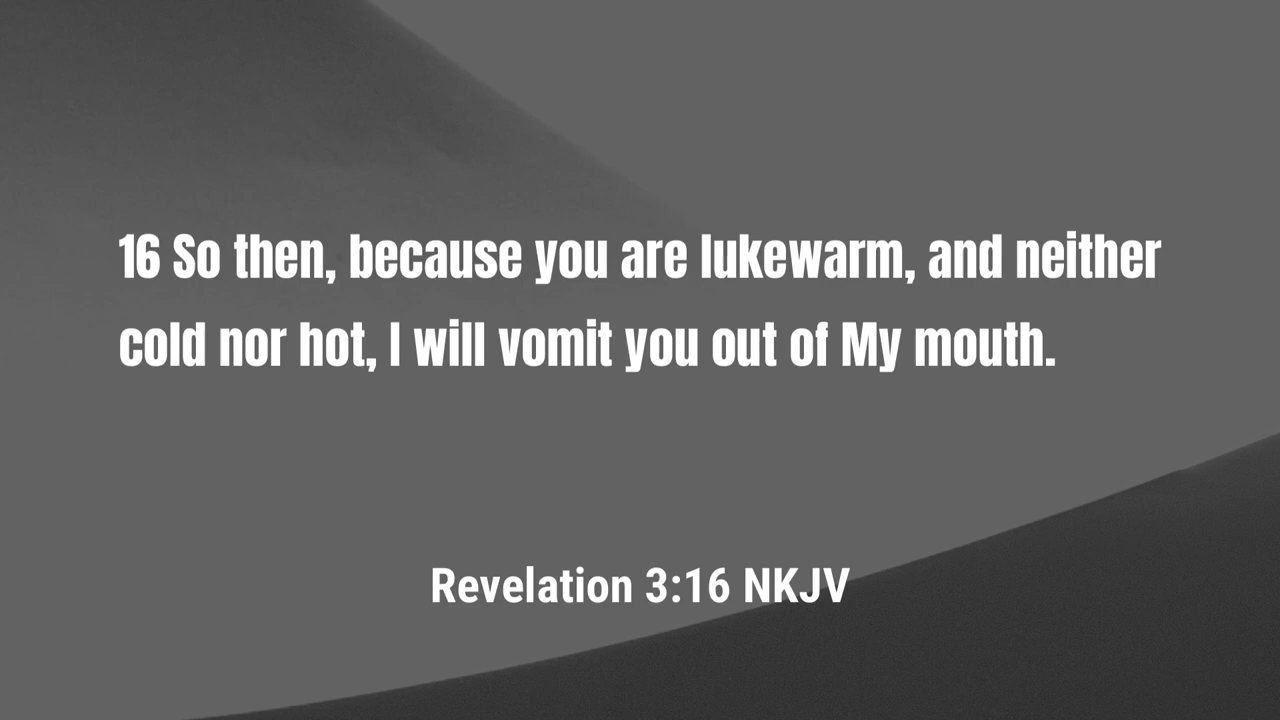 16 So then, because you are lukewarm, and neither
cold nor hot, I will vomit you out of My mouth.
Revelation 3:16 NKJV